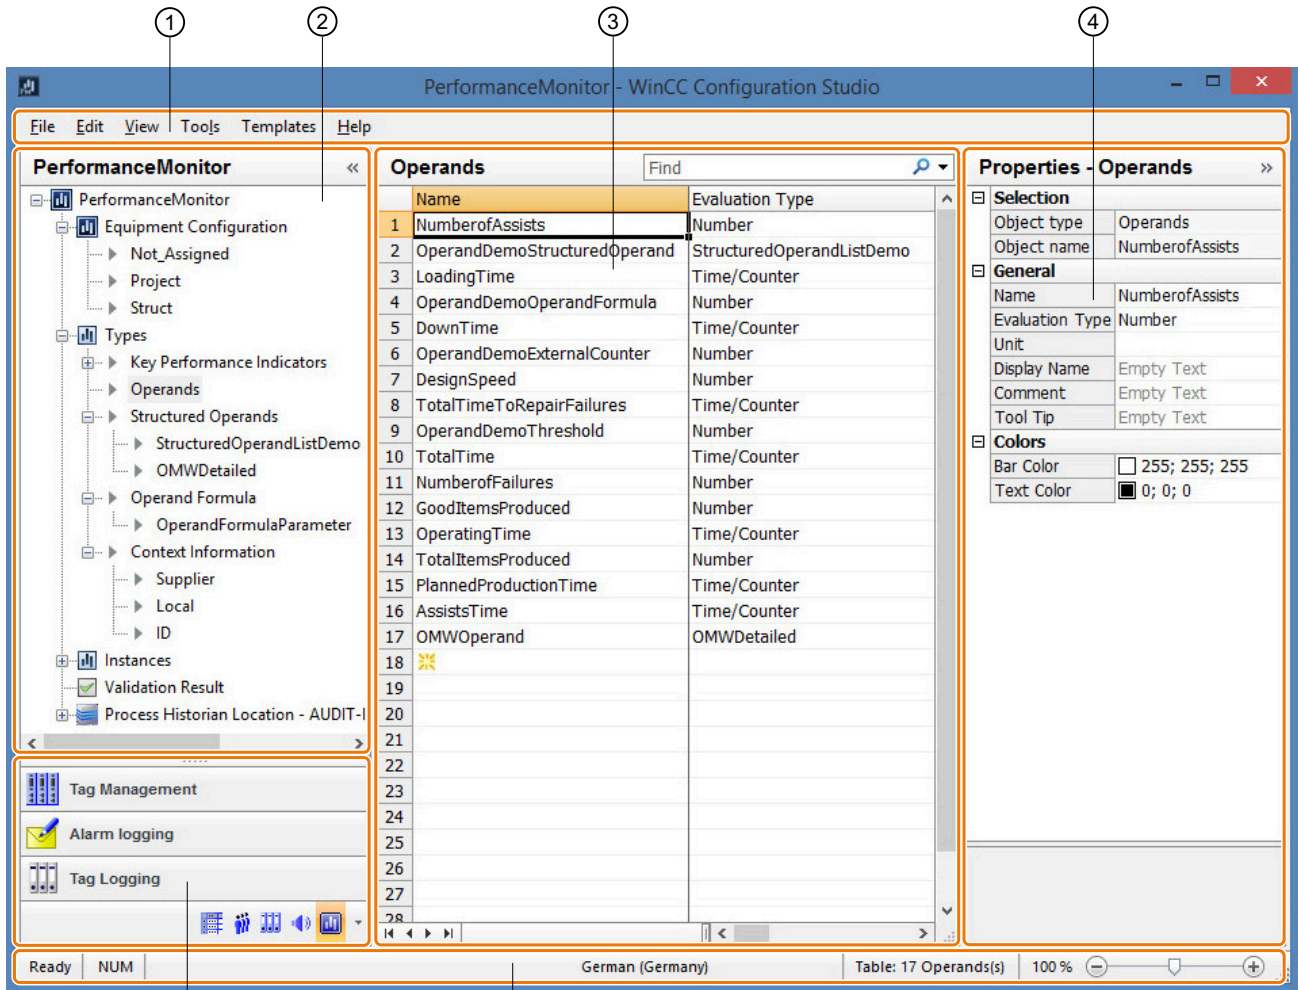 1 2 3 4
PerformanceMonitor - WinCC Configuration Studio
File Edit View Tools Templates Help
PerformanceMonitor
PerformanceMonitor
Equipment Configuration
Not_Assigned
Project
Struct
Types
Key Performance Indicators
Operands
Structured Operands
StructuredOperandListDemo
OMWDetailed
Operand Formula
OperandFormulaParameter
Context Information
Supplier
Local
ID
Instances
Validation Result
Process Historian Location - AUDIT-
Tag Management
Alarm logging
Tag Logging
Operands Find
Name Evaluation Type
1 NumberofAssists Number
2 OperandDemoStructuredOperand StructuredOperandListDemo
3 LoadingTime Time/Counter
4 OperandDemoOperandFormula Number
5 DownTime Time/Counter
6 OperandDemoExternalCounter Number
7 DesignSpeed Number
8 TotalTimeToRepairFailures Time/Counter
9 OperandDemoThreshold Number
10 TotalTime Time/Counter
11 NumberofFailures Number
12 GoodItemsProduced Number
13 OperatingTime Time/Counter
14 TotalItemsProduced Number
15 PlannedProductionTime Time/Counter
16 AssistsTime Time/Counter
17 OMWOperand OMWDetailed
18
19
20
21
22
23
24
25
26
27
28
Properties - Operands
Selection
Object type Operands
Object name NumberofAssists
General
Name NumberofAssists
Evaluation Type Number
Unit
Display Name Empty Text
Comment Empty Text
Tool Tip Empty Text
Colors
Bar Color 255; 255; 255
Text Color 0; 0; 0
Ready NUM German (Germany) Table: 17 Operands(s) 100 %